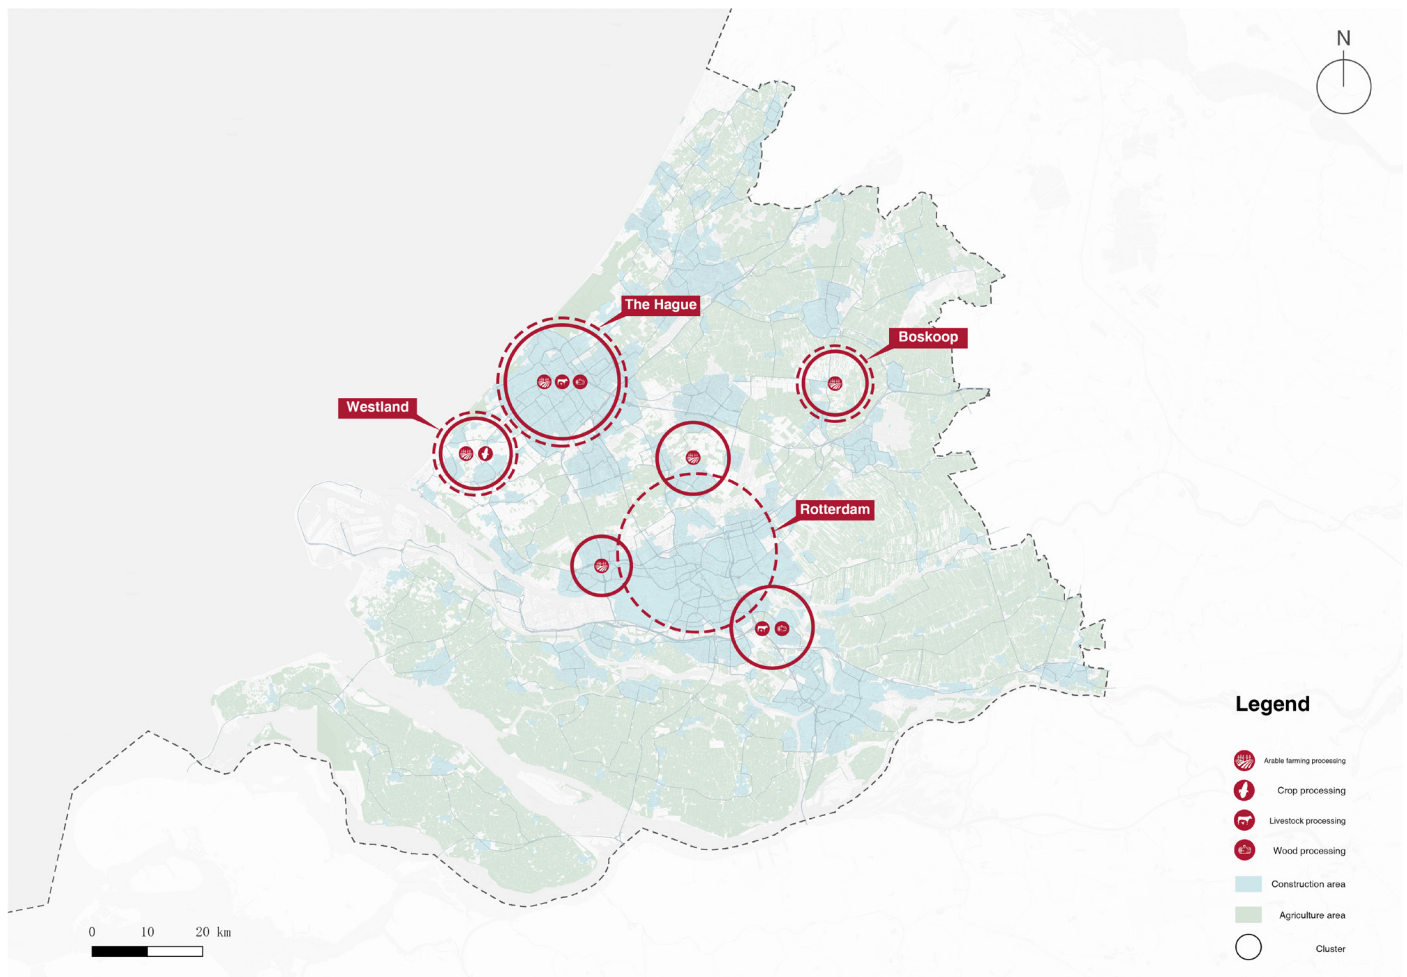 N
The Hague
Boskoop
Westland
Rotterdam
Legend
Arable farming processing
Crop processing
Livestock processing
Wood processing
Construction area
Agriculture area
Cluster
0 10 20 km